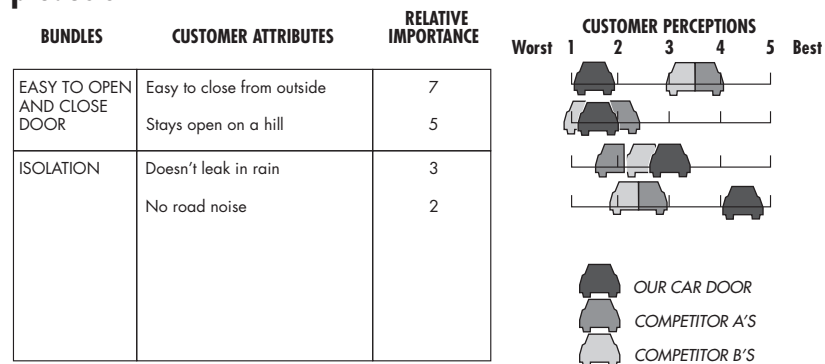 BUNDLES CUSTOMER ATTRIBUTES RELATIVE IMPORTANCE
CUSTOMER PERCEPTIONS
Worst 1 2 3 4 5 Best
EASY TO OPEN AND CLOSE DOOR
Easy to close from outside 7
Stays open on a hill 5
ISOLATION Doesn't leak in rain 3
No road noise 2
OUR CAR DOOR
COMPETITOR A'S
COMPETITOR B'S